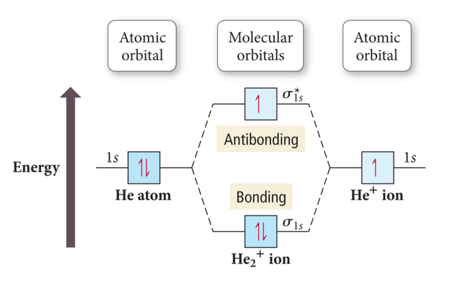 Atomic
orbital
Molecular
orbitals
Atomic
orbital
σ*1s
Antibonding
Energy
1s
He atom
1s
He+ ion
Bonding
σ1s
He2+ ion